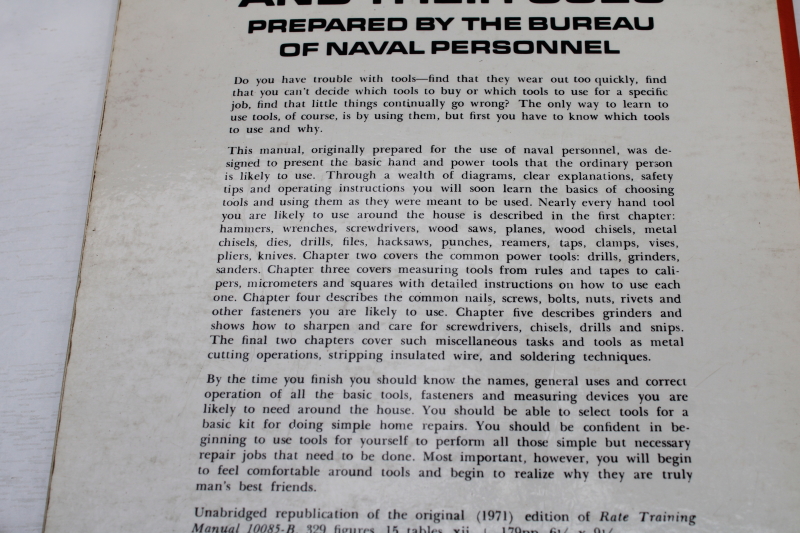 AND THEIR USES
PREPARED BY THE BUREAU
OF NAVAL PERSONNEL
Do you have trouble with tools—find that they wear out too quickly, find
that you can't decide which tools to buy or which tools to use for a specific
job, find that little things continually go wrong? The only way to learn to
use tools, of course, is by using them, but first you have to know which tools
to use and why.
This manual, originally prepared for the use of naval personnel, was de-
signed to present the basic hand and power tools that the ordinary person
is likely to use. Through a wealth of diagrams, clear explanations, safety
tips and operating instructions you will soon learn the basics of choosing
tools and using them as they were meant to be used. Nearly every hand tool
you are likely to use around the house is described in the first chapter:
hammers, wrenches, screwdrivers, wood saws, planes, wood chisels, metal
chisels, dies, drills, files, hacksaws, punches, reamers, taps, clamps, vises,
pliers, knives. Chapter two covers the common power tools: drills, grinders,
sanders. Chapter three covers measuring tools from rules and tapes to cali-
pers, micrometers and squares with detailed instructions on how to use each
one. Chapter four describes the common nails, screws, bolts, nuts, rivets and
other fasteners you are likely to use. Chapter five describes grinders and
shows how to sharpen and care for screwdrivers, chisels, drills and snips.
The final two chapters cover such miscellaneous tasks and tools as metal
cutting operations, stripping insulated wire, and soldering techniques.
By the time you finish you should know the names, general uses and correct
operation of all the basic tools, fasteners and measuring devices you are
likely to need around the house. You should be able to select tools for a
basic kit for doing simple home repairs. You should be confident in be-
ginning to use tools for yourself to perform all those simple but necessary
repair jobs that need to be done. Most important, however, you will begin
to feel comfortable around tools and begin to realize why they are truly
man's best friends.
Unabridged republication of the original (1971) edition of Rate Training
Manual 10085-B. 329 figures. 15 tables. xii + 179pp.